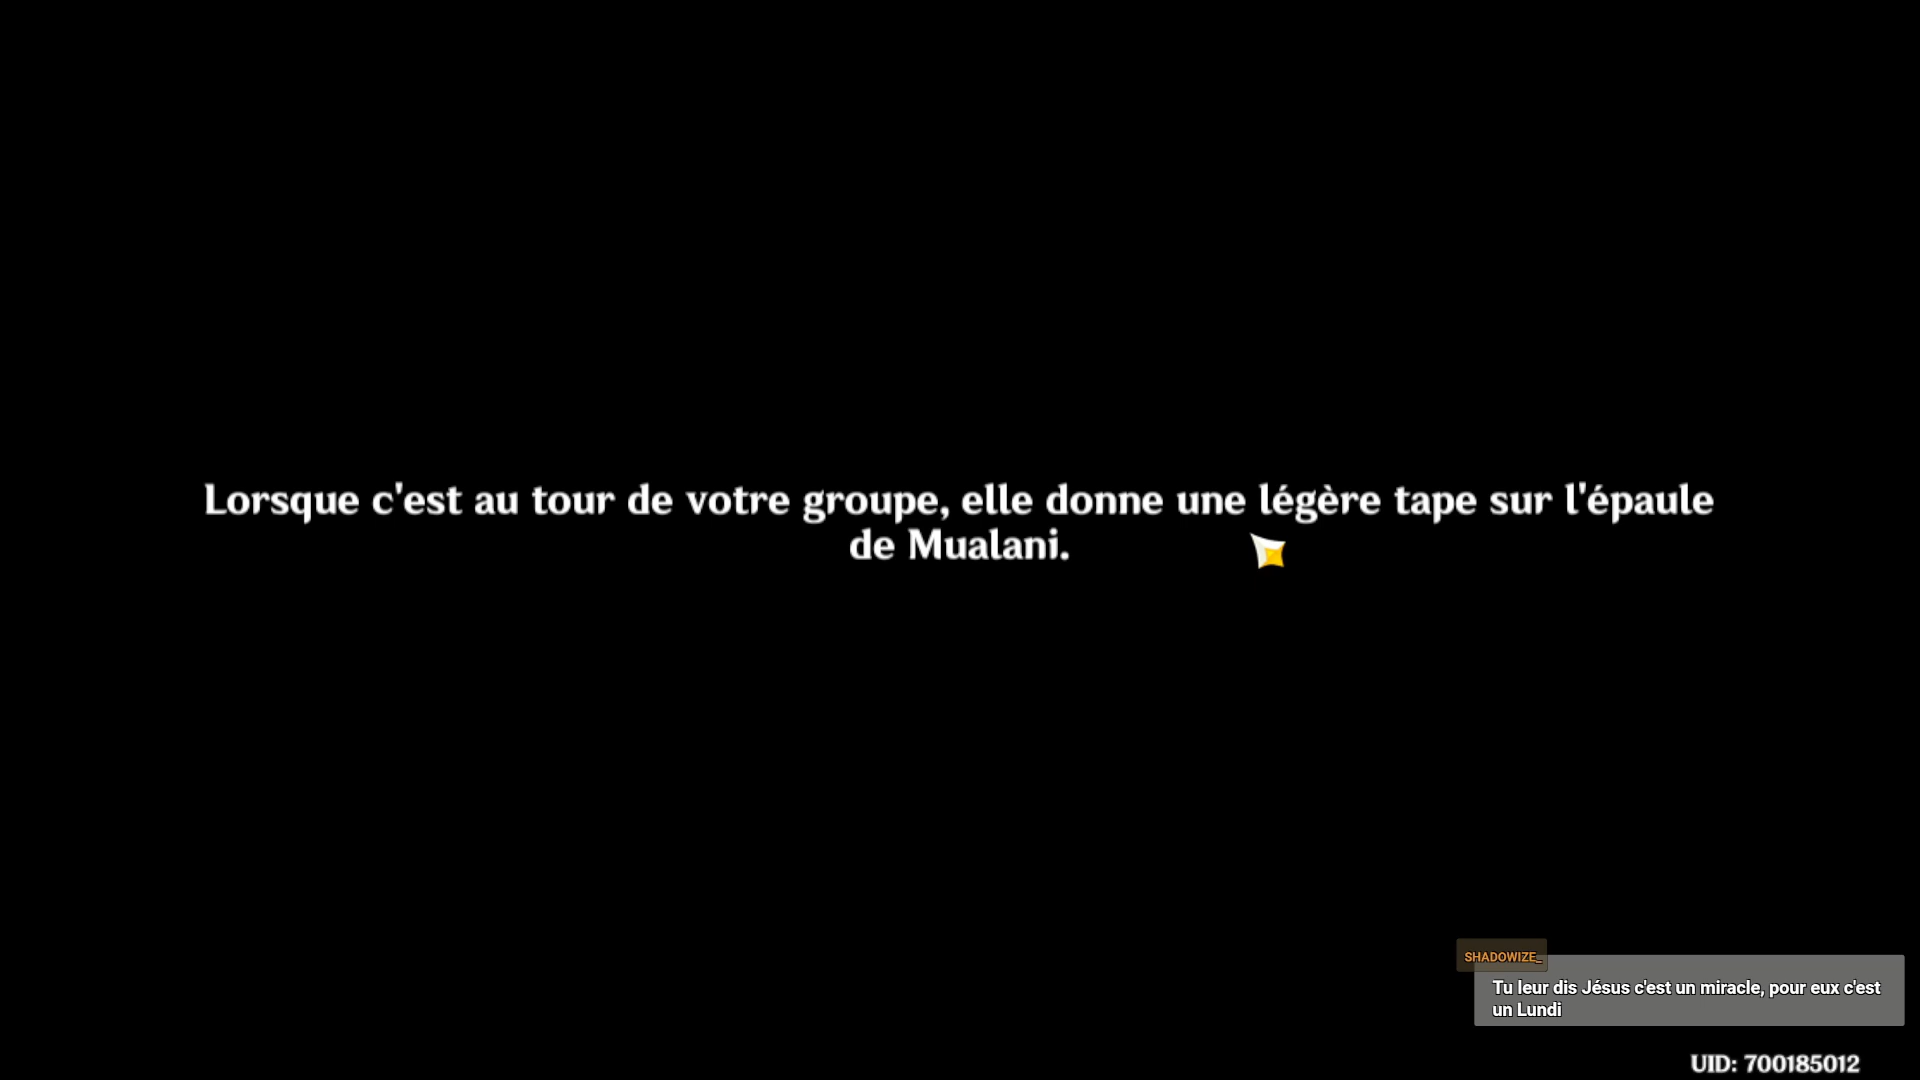 Lorsque c'est au tour de votre groupe, elle donne une légère tape sur l'épaule
de Mualani.
SHADOWIZE_
Tu leur dis Jésus c'est un miracle, pour eux c'est
un Lundi
UID: 700185012